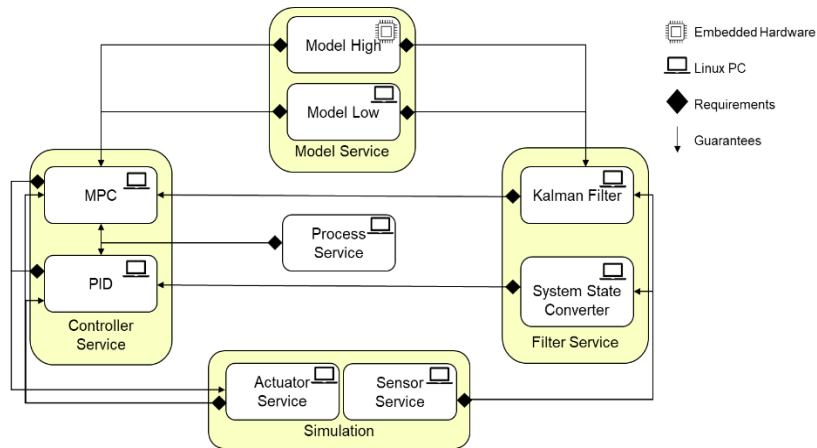 Model High
Model Low
Model Service
Embedded Hardware
Linux PC
Requirements
Guarantees
MPC
PID
Controller
Service
Process
Service
Kalman Filter
System State
Converter
Filter Service
Actuator
Service
Sensor
Service
Simulation